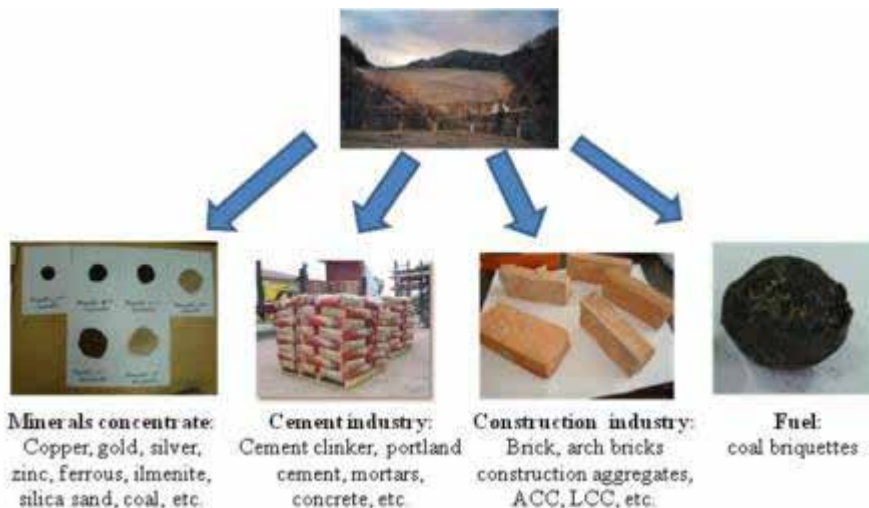 Minerals concentrate:
Copper, gold, silver,
zinc, ferrous, ilmenite,
silica sand, coal, etc.
Cement industry:
Cement clinker, portland
cement, mortars,
concrete, etc
Construction industry:
Brick, arch bricks
construction aggregates,
ACC, LCC, etc.
Fuel:
coal briquettes